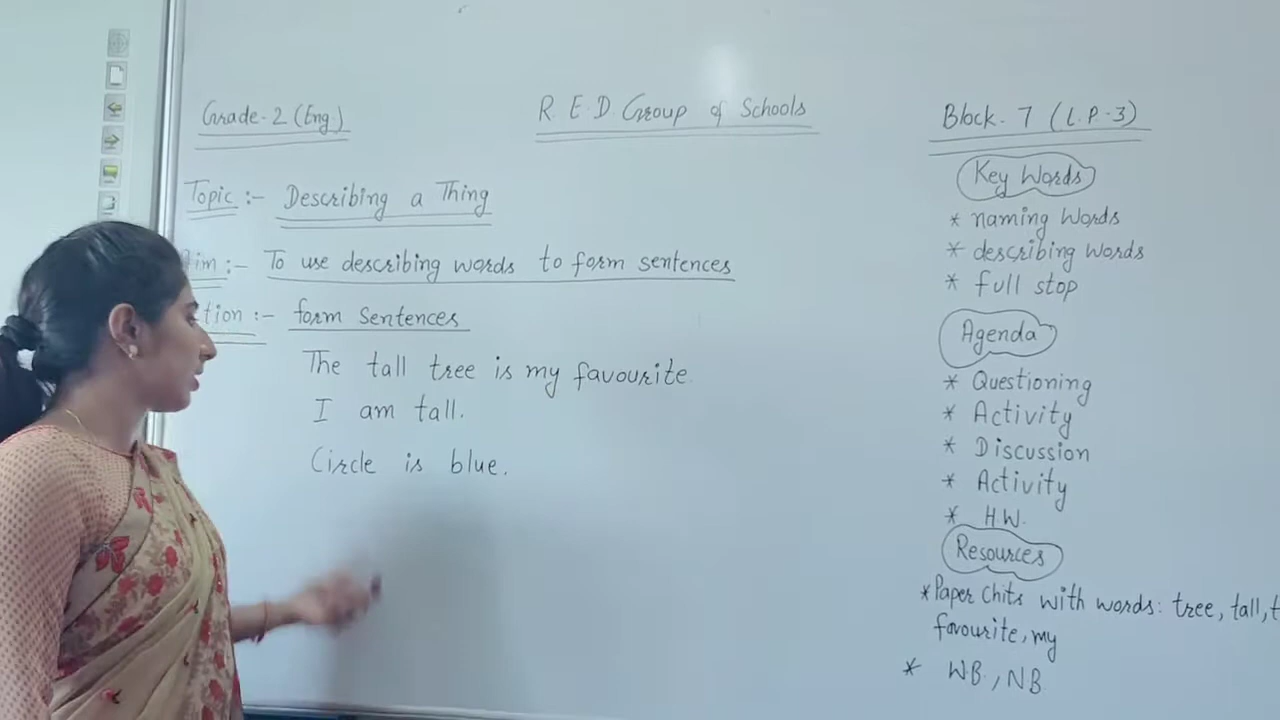 Grade-2 (Eng)
R.E.D. Group of Schools
Block-7 (L.P.-3)
Topic :- Describing a Thing
:- To use describing words to form sentences
:- form sentences
The tall tree is my favourite.
I am tall.
Circle is blue.
Key Words
* naming words
* describing words
* full stop
Agenda
* Questioning
* Activity
* Discussion
* Activity
* H.W.
Resources
* Paper Chits with words: tree, tall,
favourite, my
* WB, NB